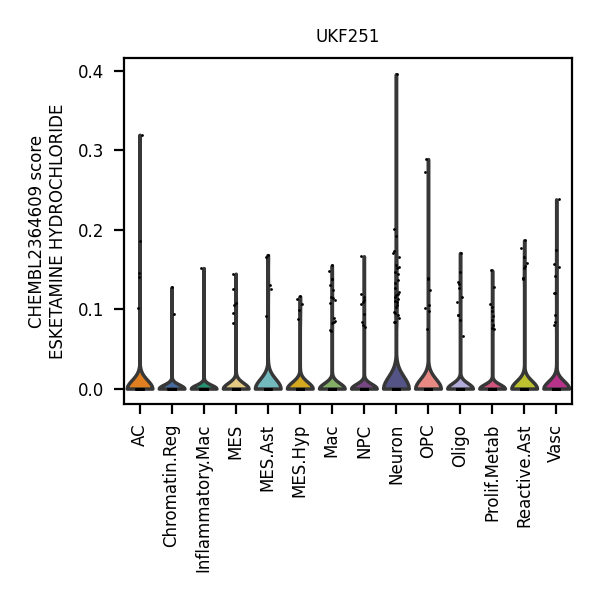 UKF251
CHEMBL2364609 score
ESKETAMINE HYDROCHLORIDE
0.4
0.3
0.2
0.1
0.0
AC
Chromatin.Reg
Inflammatory.Mac
MES
MES.Ast
MES.Hyp
Mac
NPC
Neuron
OPC
Oligo
Prolif.Metab
Reactive.Ast
Vasc